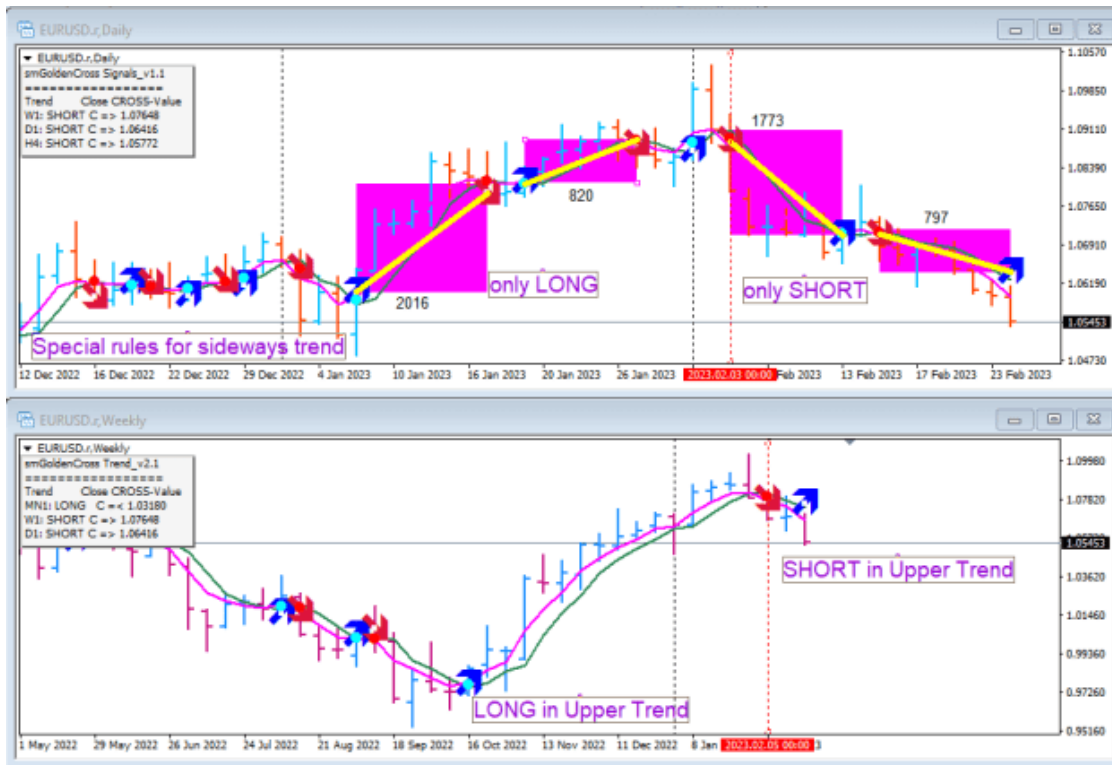 EURUSD.r,Daily
EURUSD.r,Daily
smGoldenCross Signals_v1.1
==================
Trend Close CROSS-Value
W1: SHORT C => 1.07648
D1: SHORT C => 1.06416
H4: SHORT C => 1.05772
1.10570
1.09850
1.09110
1.08390
1.07650
1.06910
1.06190
1.05453
1.04730
1773
820
797
2016
only LONG
only SHORT
Special rules for sideways trend
12 Dec 2022 16 Dec 2022 22 Dec 2022 29 Dec 2022 4 Jan 2023 10 Jan 2023 16 Jan 2023 20 Jan 2023 26 Jan 2023 2023.02.03 00:00 Feb 2023 13 Feb 2023 17 Feb 2023 23 Feb 2023
EURUSD.r,Weekly
EURUSD.r,Weekly
smGoldenCross Trend_v2.1
==================
Trend Close CROSS-Value
MN1: LONG C =< 1.03180
W1: SHORT C => 1.07648
D1: SHORT C => 1.06416
1.09980
1.07820
1.05453
1.03620
1.01460
0.99360
0.97260
0.95160
SHORT in Upper Trend
LONG in Upper Trend
1 May 2022 29 May 2022 26 Jun 2022 24 Jul 2022 21 Aug 2022 18 Sep 2022 16 Oct 2022 13 Nov 2022 11 Dec 2022 8 Jan 2023.02.05 00:00 3